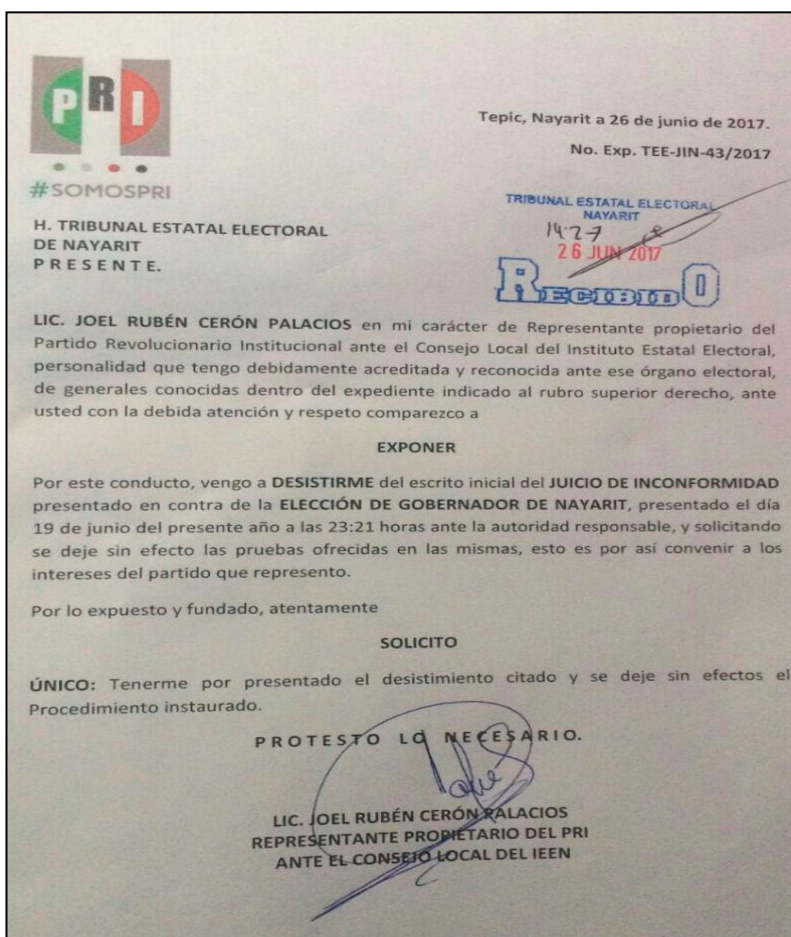 PRI
#SOMOSPRI
Tepic, Nayarit a 26 de junio de 2017.
No. Exp. TEE-JIN-43/2017
TRIBUNAL ESTATAL ELECTORAL
NAYARIT
14:27
26 JUN 2017
RECIBIDO
H. TRIBUNAL ESTATAL ELECTORAL
DE NAYARIT
P R E S E N T E.
LIC. JOEL RUBÉN CERÓN PALACIOS en mi carácter de Representante propietario del
Partido Revolucionario Institucional ante el Consejo Local del Instituto Estatal Electoral,
personalidad que tengo debidamente acreditada y reconocida ante ese órgano electoral,
de generales conocidas dentro del expediente indicado al rubro superior derecho, ante
usted con la debida atención y respeto comparezco a
EXPONER
Por este conducto, vengo a DESISTIRME del escrito inicial del JUICIO DE INCONFORMIDAD
presentado en contra de la ELECCIÓN DE GOBERNADOR DE NAYARIT, presentado el día
19 de junio del presente año a las 23:21 horas ante la autoridad responsable, y solicitando
se deje sin efecto las pruebas ofrecidas en las mismas, esto es por así convenir a los
intereses del partido que represento.
Por lo expuesto y fundado, atentamente
SOLICITO
ÚNICO: Tenerme por presentado el desistimiento citado y se deje sin efectos el
Procedimiento instaurado.
P R O T E S T O L O N E C E S A R I O.
LIC. JOEL RUBÉN CERÓN PALACIOS
REPRESENTANTE PROPIETARIO DEL PRI
ANTE EL CONSEJO LOCAL DEL IEEN